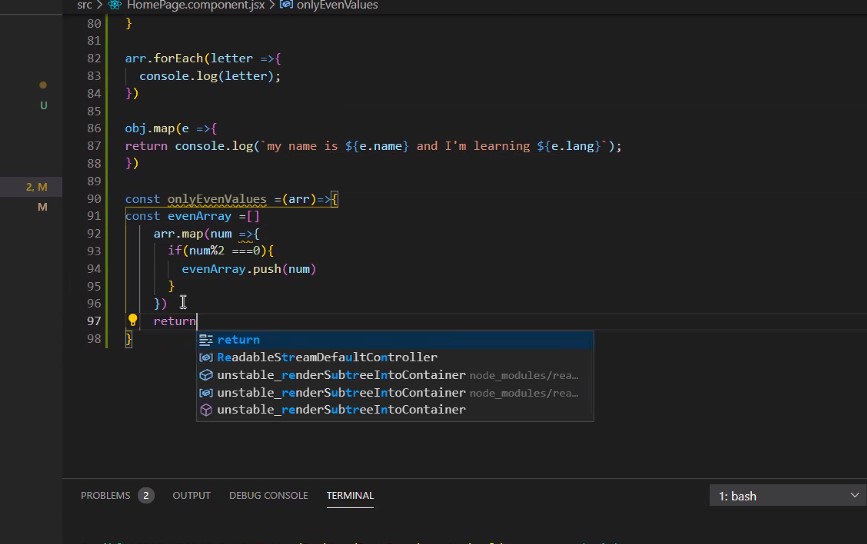 src > HomePage.component.jsx > onlyEvenValues
80 }
81
82 arr.forEach(letter =>{
83 console.log(letter);
84 })
85
U
86 obj.map(e =>{
87 return console.log(`my name is ${e.name} and I'm learning ${e.lang}`);
88 })
89
2, M
90 const onlyEvenValues =(arr)=>{
M
91 const evenArray =[]
92 arr.map(num =>{
93 if(num%2 ===0){
94 evenArray.push(num)
95 }
96 })
97 return
98 }
return
ReadableStreamDefaultController
unstable_renderSubtreeIntoContainer node_modules/rea…
unstable_renderSubtreeIntoContainer node_modules/rea…
unstable_renderSubtreeIntoContainer
PROBLEMS 2 OUTPUT DEBUG CONSOLE TERMINAL 1: bash